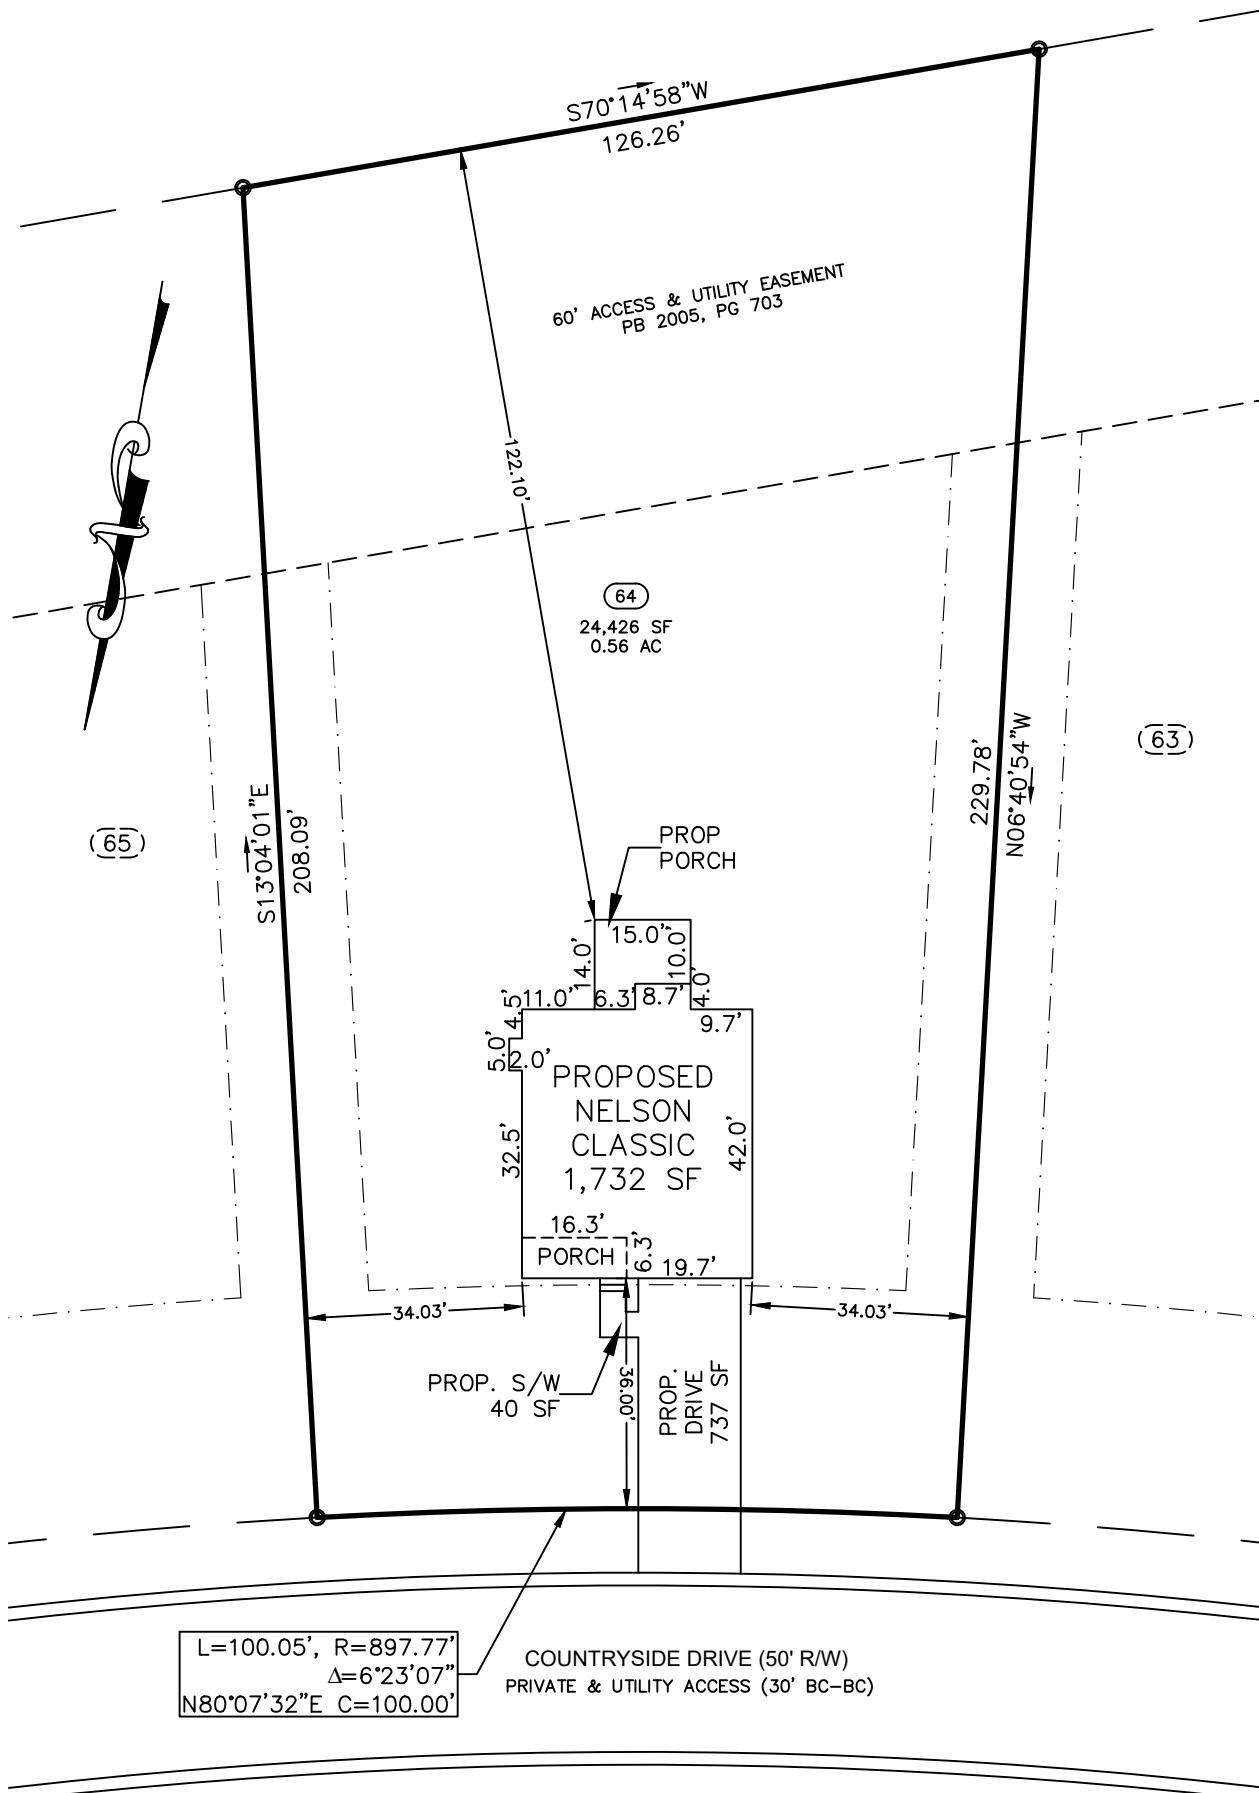 S70°14'58"W
126.26'
60' ACCESS & UTILITY EASEMENT
PB 2005, PG 703
122.10'
64
24,426 SF
0.56 AC
63
65
S13°04'01"E
208.09'
229.78'
N06°40'54"W
PROP
PORCH
15.0'
14.0'
10.0'
4.5'
11.0'
6.3'
8.7'
4.0'
9.7'
5.0'
2.0'
PROPOSED
NELSON
CLASSIC
1,732 SF
32.5'
42.0'
16.3'
PORCH
6.3'
19.7'
34.03'
34.03'
PROP. S/W
40 SF
36.00'
PROP.
DRIVE
737 SF
L=100.05', R=897.77'
Δ=6°23'07"
N80°07'32"E C=100.00'
COUNTRYSIDE DRIVE (50' R/W)
PRIVATE & UTILITY ACCESS (30' BC-BC)